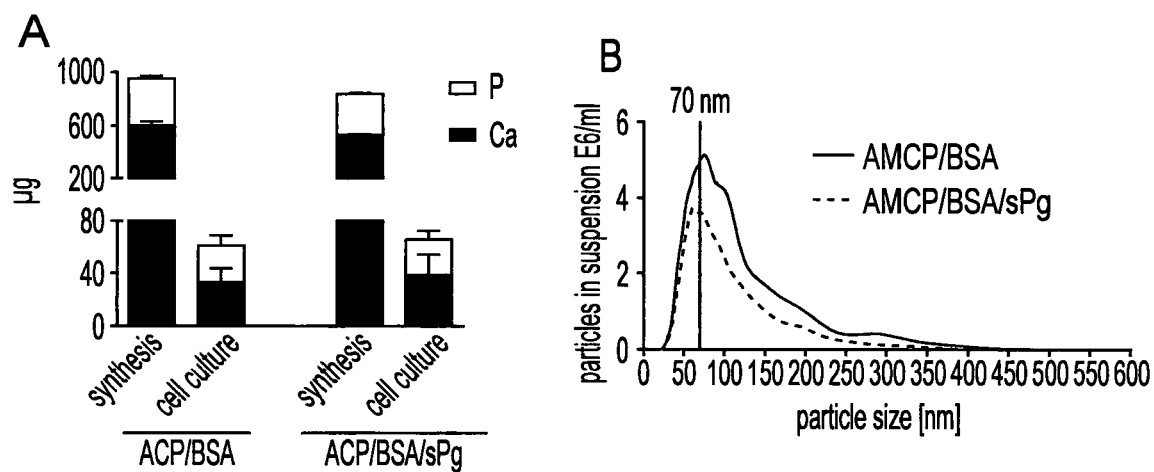 A
1000
600
200
80
40
0
µg
P
Ca
synthesis
cell culture
synthesis
cell culture
ACP/BSA
ACP/BSA/sPg
B
70 nm
6
4
2
0
particles in suspension E6/ml
AMCP/BSA
AMCP/BSA/sPg
0 50 100 150 200 250 300 350 400 450 500 550 600
particle size [nm]